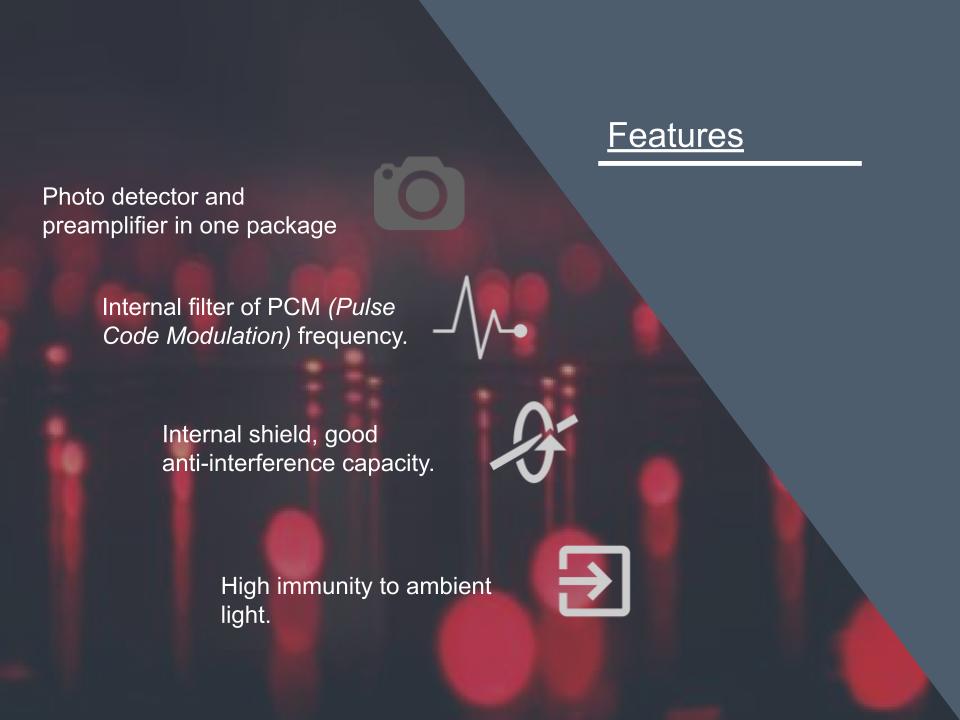 Features
Photo detector and
preamplifier in one package
Internal filter of PCM (Pulse
Code Modulation) frequency.
Internal shield, good
anti-interference capacity.
High immunity to ambient
light.